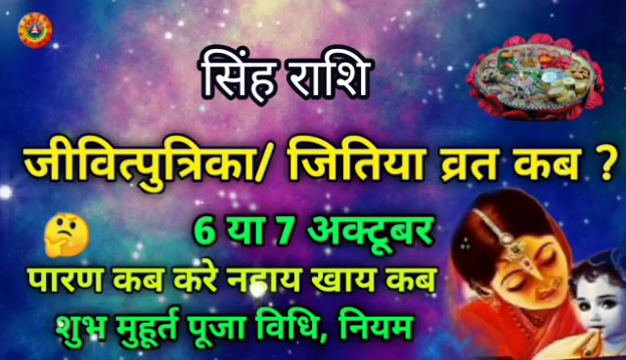 सिंह राशि
जीवित्पुत्रिका/ जितिया व्रत कब ?
6 या 7 अक्टूबर
पारण कब करे नहाय खाय कब
शुभ मुहूर्त पूजा विधि, नियम